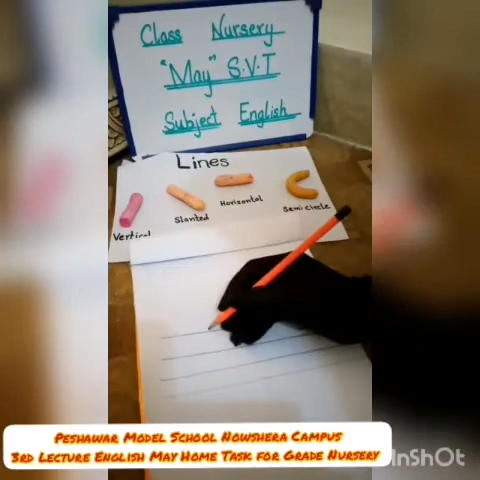 Class Nursery
"May" S.V.T
Subject English
Lines
Vertical
Slanted
Horizontal
Semi circle
Peshawar Model School Nowshera Campus
3rd Lecture English May Home Task for Grade Nursery
InShOt